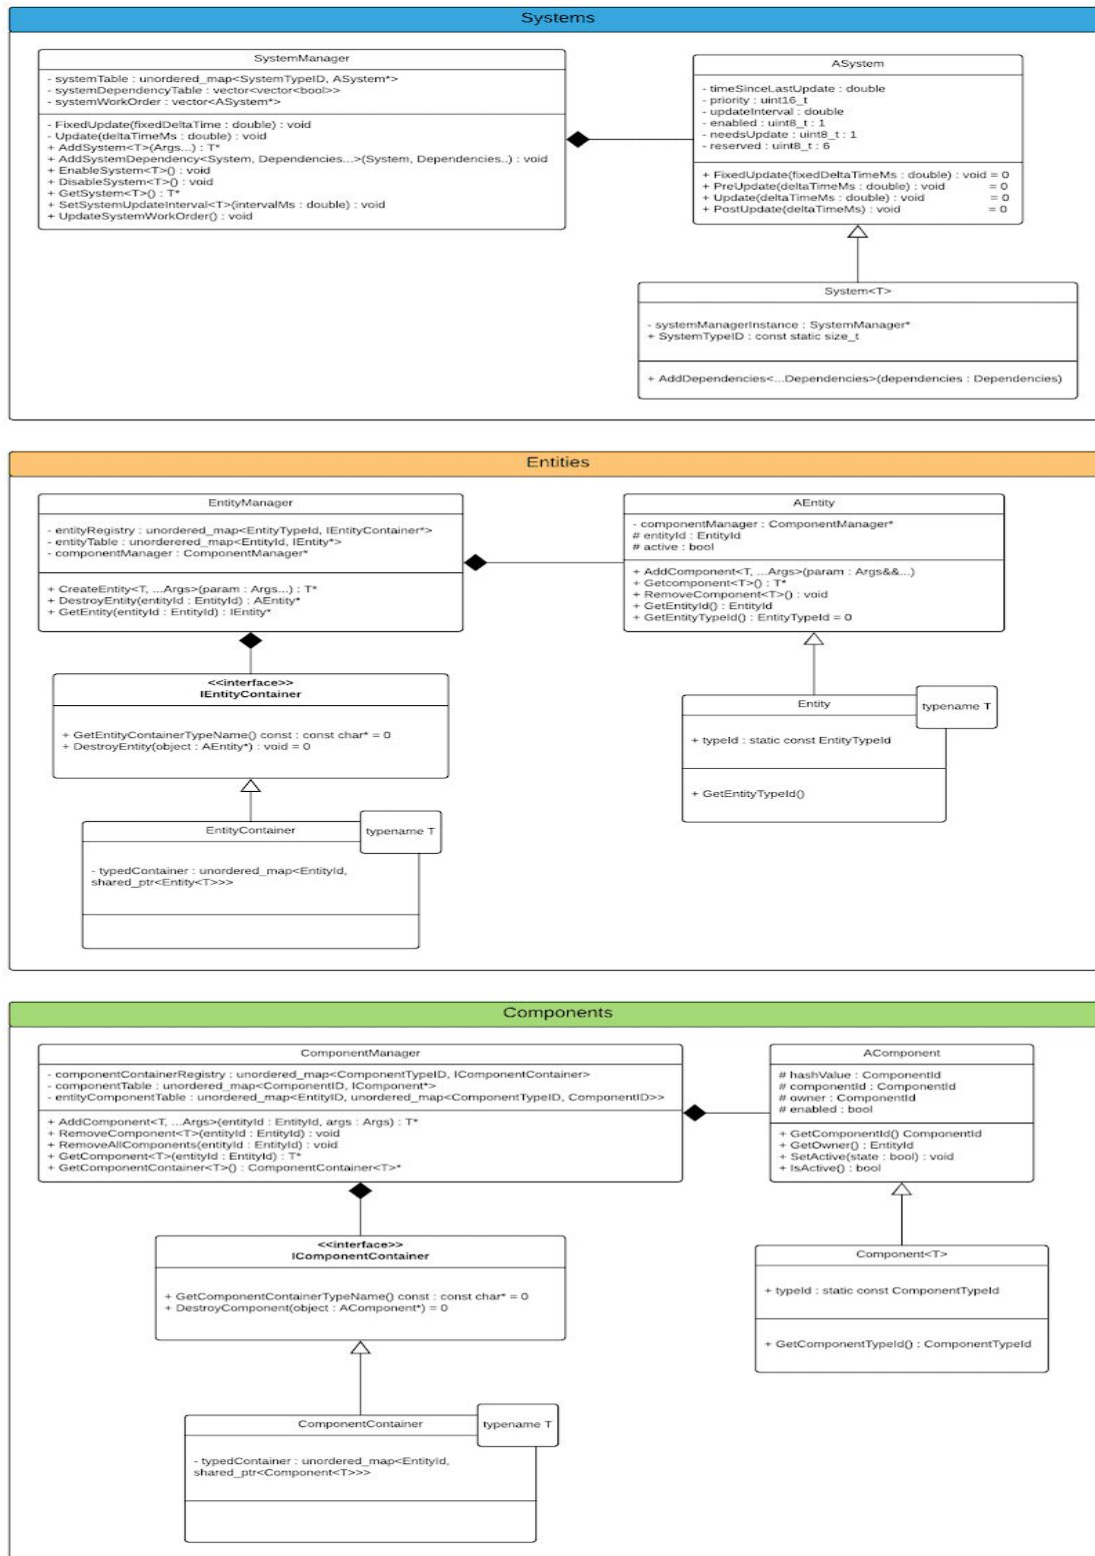 Systems
SystemManager
- systemTable : unordered_map<SystemTypeID, ASystem*>
- systemDependencyTable : vector<vector<bool>>
- systemWorkOrder : vector<ASystem*>
- FixedUpdate(fixedDeltaTime : double) : void
- Update(deltaTimeMs : double) : void
+ AddSystem<T>(Args...) : T*
+ AddSystemDependency<System, Dependencies...>(System, Dependencies..) : void
+ EnableSystem<T>() : void
+ DisableSystem<T>() : void
+ GetSystem<T>() : T*
+ SetSystemUpdateInterval<T>(intervalMs : double) : void
+ UpdateSystemWorkOrder() : void
ASystem
- timeSinceLastUpdate : double
- priority : uint16_t
- updateInterval : double
- enabled : uint8_t : 1
- needsUpdate : uint8_t : 1
- reserved : uint8_t : 6
+ FixedUpdate(fixedDeltaTimeMs : double) : void = 0
+ PreUpdate(deltaTimeMs : double) : void = 0
+ Update(deltaTimeMs : double) : void = 0
+ PostUpdate(deltaTimeMs) : void = 0
System<T>
- systemManagerInstance : SystemManager*
+ SystemTypeID : const static size_t
+ AddDependencies<...Dependencies>(dependencies : Dependencies)
Entities
EntityManager
- entityRegistry : unordered_map<EntityTypeId, IEntityContainer*>
- entityTable : unorderered_map<EntityId, IEntity*>
- componentManager : ComponentManager*
+ CreateEntity<T, ...Args>(param : Args...) : T*
+ DestroyEntity(entityId : EntityId) : AEntity*
+ GetEntity(entityId : EntityId) : IEntity*
AEntity
- componentManager : ComponentManager*
# entityId : EntityId
# active : bool
+ AddComponent<T, ...Args>(param : Args&&...)
+ Getcomponent<T>() : T*
+ RemoveComponent<T>() : void
+ GetEntityId() : EntityId
+ GetEntityTypeId() : EntityTypeId = 0
<<interface>>
IEntityContainer
+ GetEntityContainerTypeName() const : const char* = 0
+ DestroyEntity(object : AEntity*) : void = 0
Entity
typename T
+ typeId : static const EntityTypeId
+ GetEntityTypeId()
EntityContainer
typename T
- typedContainer : unordered_map<EntityId,
shared_ptr<Entity<T>>>
Components
ComponentManager
- componentContainerRegistry : unordered_map<ComponentTypeID, IComponentContainer>
- componentTable : unordered_map<ComponentID, IComponent*>
- entityComponentTable : unordered_map<EntityID, unordered_map<ComponentTypeID, ComponentID>>
+ AddComponent<T, ...Args>(entityId : EntityId, args : Args) : T*
+ RemoveComponent<T>(entityId : EntityId) : void
+ RemoveAllComponents(entityId : EntityId) : void
+ GetComponent<T>(entityId : EntityId) : T*
+ GetComponentContainer<T>() : ComponentContainer<T>*
AComponent
# hashValue : ComponentId
# componentId : ComponentId
# owner : ComponentId
# enabled : bool
+ GetComponentId() ComponentId
+ GetOwner() : EntityId
+ SetActive(state : bool) : void
+ IsActive() : bool
<<interface>>
IComponentContainer
+ GetComponentContainerTypeName() const : const char* = 0
+ DestroyComponent(object : AComponent*) = 0
Component<T>
+ typeId : static const ComponentTypeId
+ GetComponentTypeId() : ComponentTypeId
ComponentContainer
typename T
- typedContainer : unordered_map<EntityId,
shared_ptr<Component<T>>>